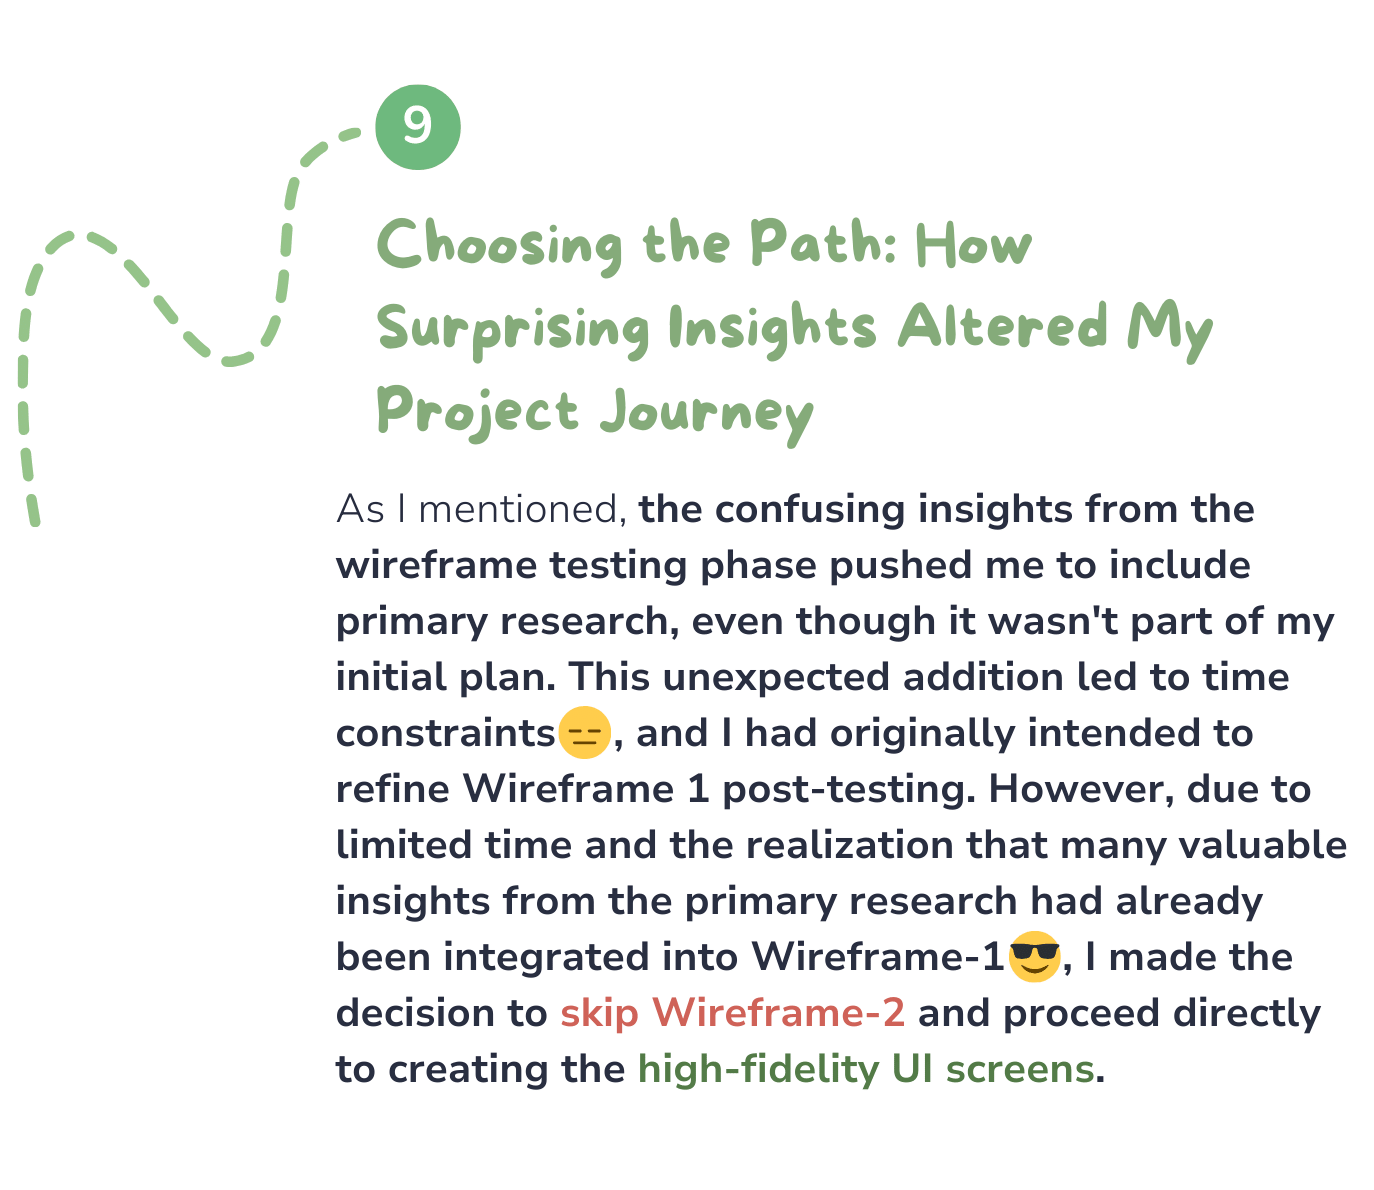 9
Choosing the Path: How
Surprising Insights Altered My
Project Journey
As I mentioned, the confusing insights from the
wireframe testing phase pushed me to include
primary research, even though it wasn't part of my
initial plan. This unexpected addition led to time
constraints😑, and I had originally intended to
refine Wireframe 1 post-testing. However, due to
limited time and the realization that many valuable
insights from the primary research had already
been integrated into Wireframe-1😎, I made the
decision to skip Wireframe-2 and proceed directly
to creating the high-fidelity UI screens.